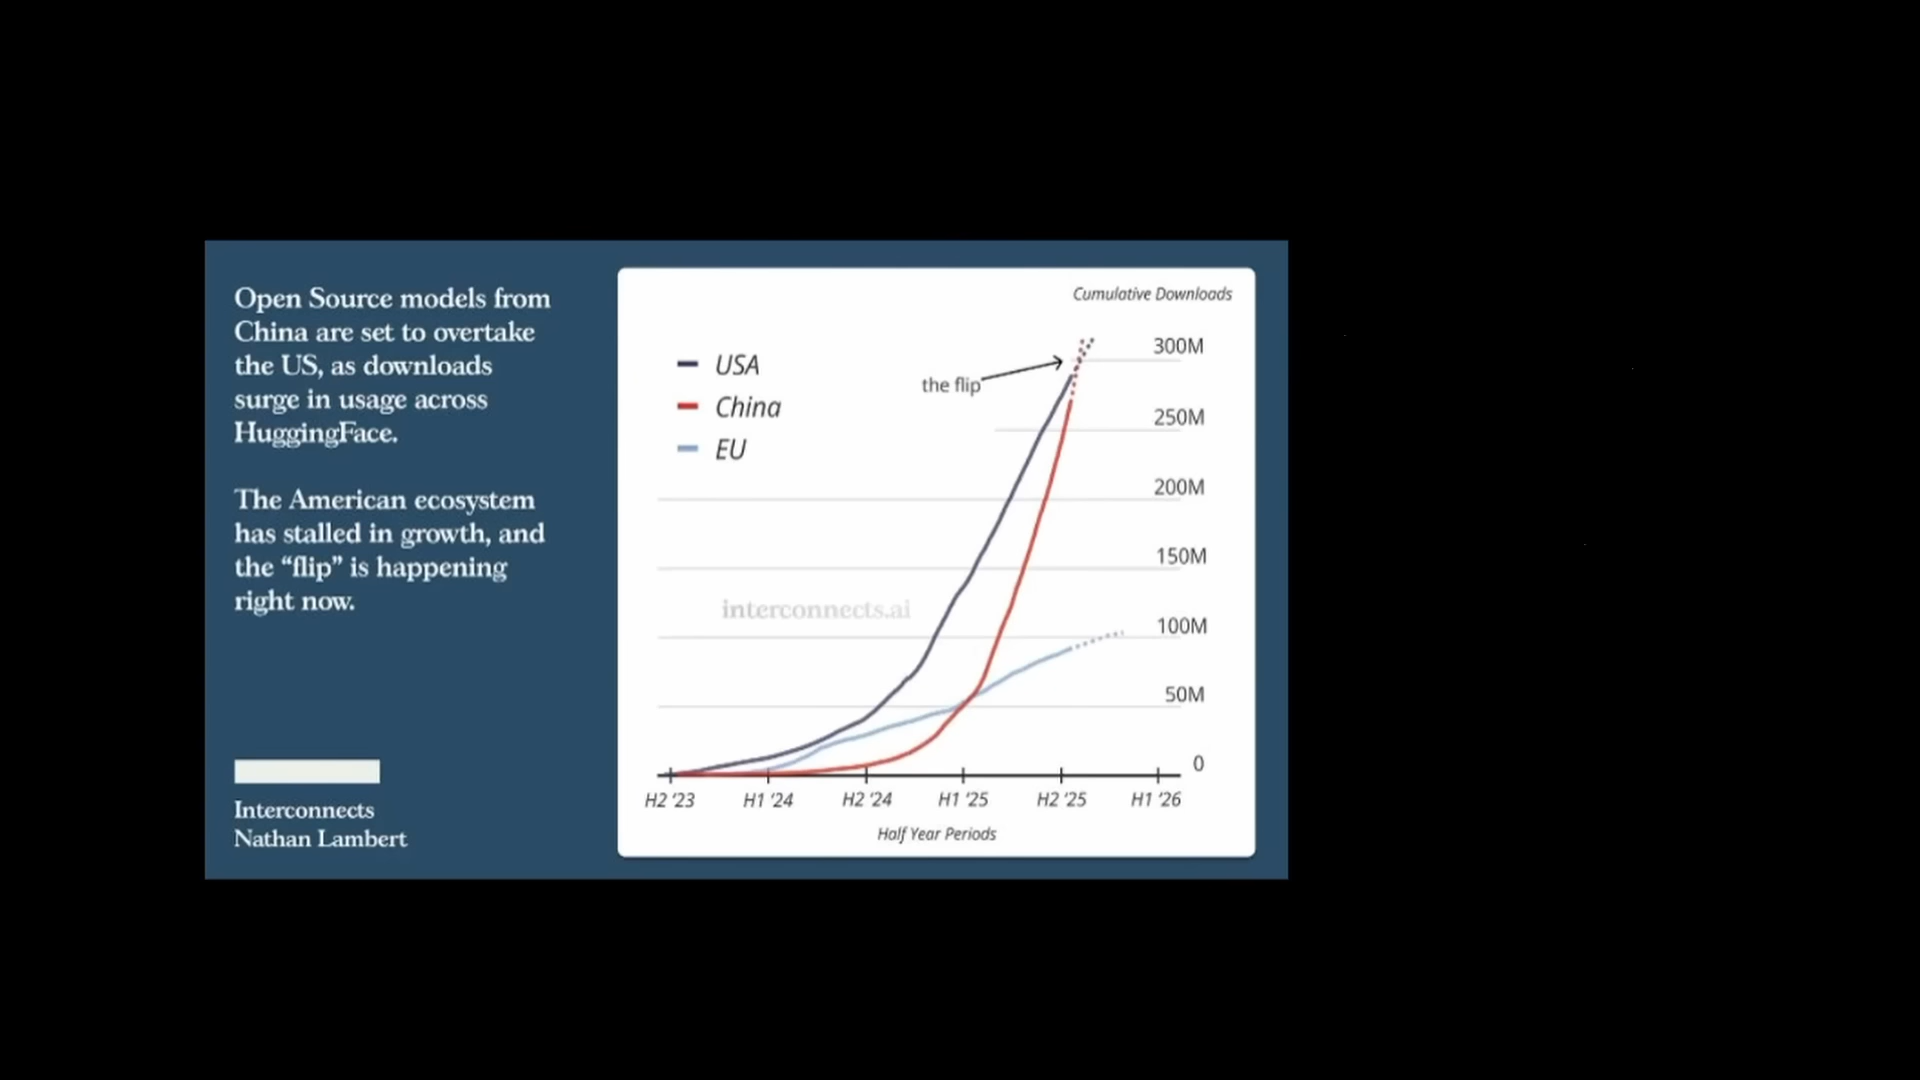 Open Source models from
China are set to overtake
the US, as downloads
surge in usage across
HuggingFace.
The American ecosystem
has stalled in growth, and
the “flip” is happening
right now.
Interconnects
Nathan Lambert
Cumulative Downloads
USA
China
EU
the flip
300M
250M
200M
150M
100M
50M
0
interconnects.ai
H2 ‘23
H1 ‘24
H2 ‘24
H1 ‘25
H2 ‘25
H1 ‘26
Half Year Periods